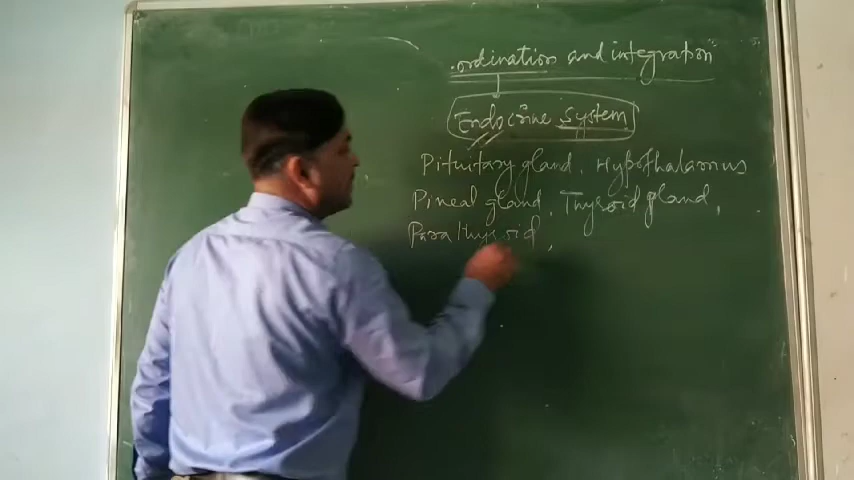 .ordination and integration
Endocrine System
Pituitary gland, Hypothalamus
Pineal gland, Thyroid gland,
Parathyroid,